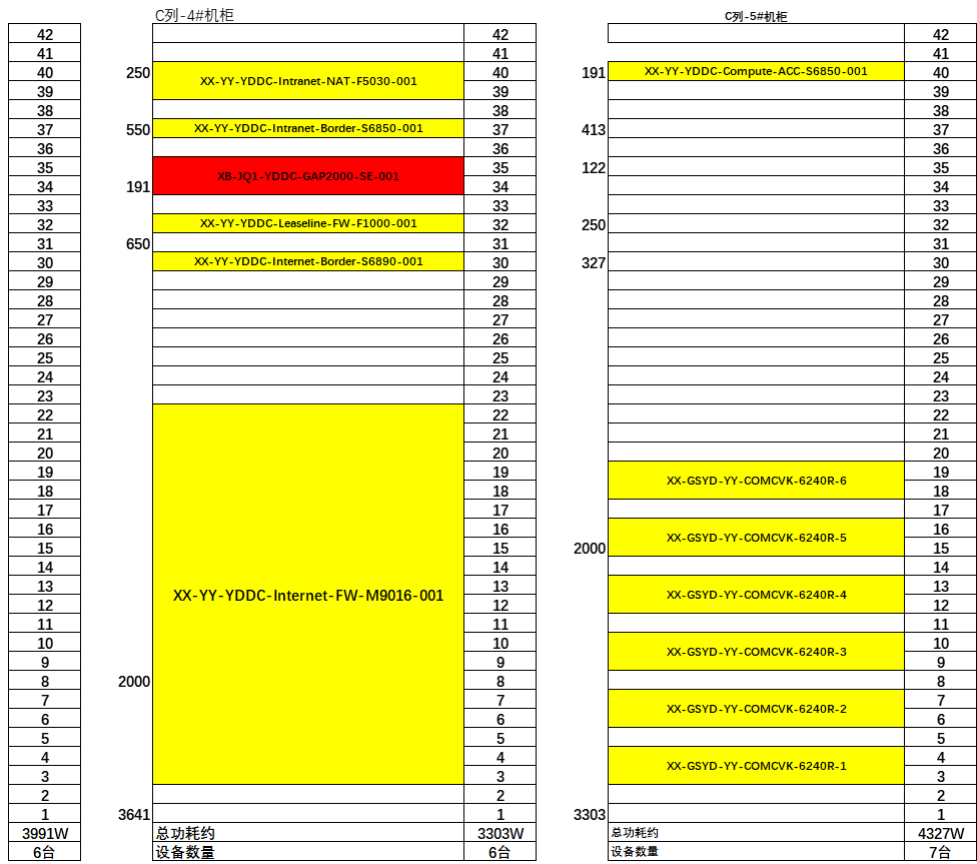 C列-4#机柜 C列-5#机柜
42 42 42
41 41 41
40 250 XX-YY-YDDC-Intranet-NAT-F5030-001 40 191 XX-YY-YDDC-Compute-ACC-S6850-001 40
39 39 39
38 38 38
37 550 XX-YY-YDDC-Intranet-Border-S6850-001 37 413 37
36 36 36
35 XB-JQ1-YDDC-GAP2000-SE-001 35 122 35
34 191 34 34
33 33 33
32 XX-YY-YDDC-Leaseline-FW-F1000-001 32 250 32
31 650 31 31
30 XX-YY-YDDC-Internet-Border-S6890-001 30 327 30
29 29 29
28 28 28
27 27 27
26 26 26
25 25 25
24 24 24
23 23 23
22 22 22
21 21 21
20 20 20
19 19 XX-GSYD-YY-COMCVK-6240R-6 19
18 18 18
17 17 17
16 16 XX-GSYD-YY-COMCVK-6240R-5 16
15 15 2000 15
14 14 14
13 XX-YY-YDDC-Internet-FW-M9016-001 13 XX-GSYD-YY-COMCVK-6240R-4 13
12 12 12
11 11 11
10 10 XX-GSYD-YY-COMCVK-6240R-3 10
9 9 9
8 2000 8 8
7 7 XX-GSYD-YY-COMCVK-6240R-2 7
6 6 6
5 5 5
4 4 XX-GSYD-YY-COMCVK-6240R-1 4
3 3 3
2 2 2
1 3641 1 3303 1
3991W 总功耗约 3303W 总功耗约 4327W
6台 设备数量 6台 设备数量 7台